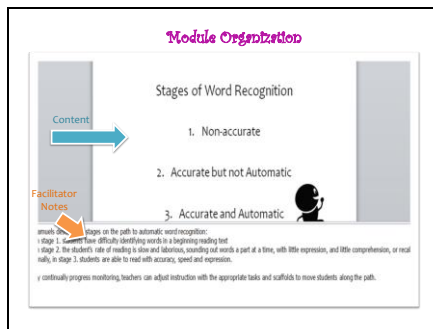 Module Organization
Stages of Word Recognition
Content
1. Non-accurate
2. Accurate but not Automatic
Facilitator
Notes
3. Accurate and Automatic
amuels stages on the path to automatic word recognition:
stage 1. students have difficulty identifying words in a beginning reading text
stage 2. the student's rate of reading is slow and laborious, sounding out words a part at a time, with little expression, and little comprehension, or recal
nally, in stage 3. students are able to read with accuracy, speed and expression.
y continually progress monitoring, teachers can adjust instruction with the appropriate tasks and scaffolds to move students along the path.